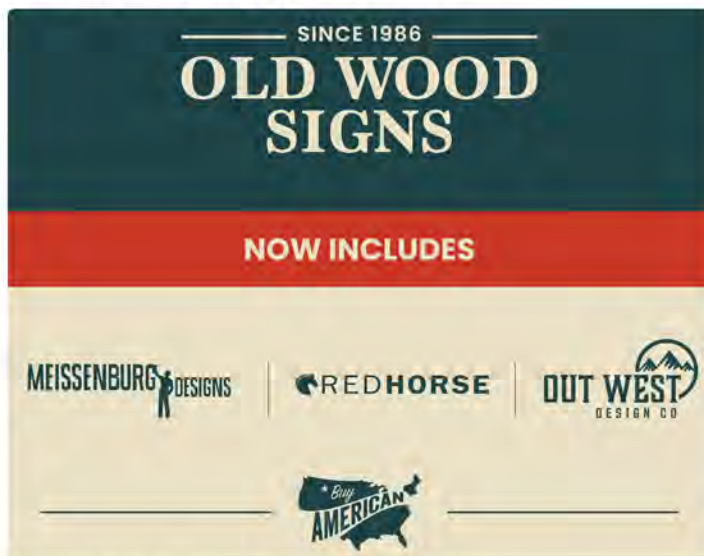 SINCE 1986
OLD WOOD
SIGNS
NOW INCLUDES
MEISSENBURG DESIGNS
REDHORSE
OUT WEST
DESIGN CO
Buy
AMERICAN